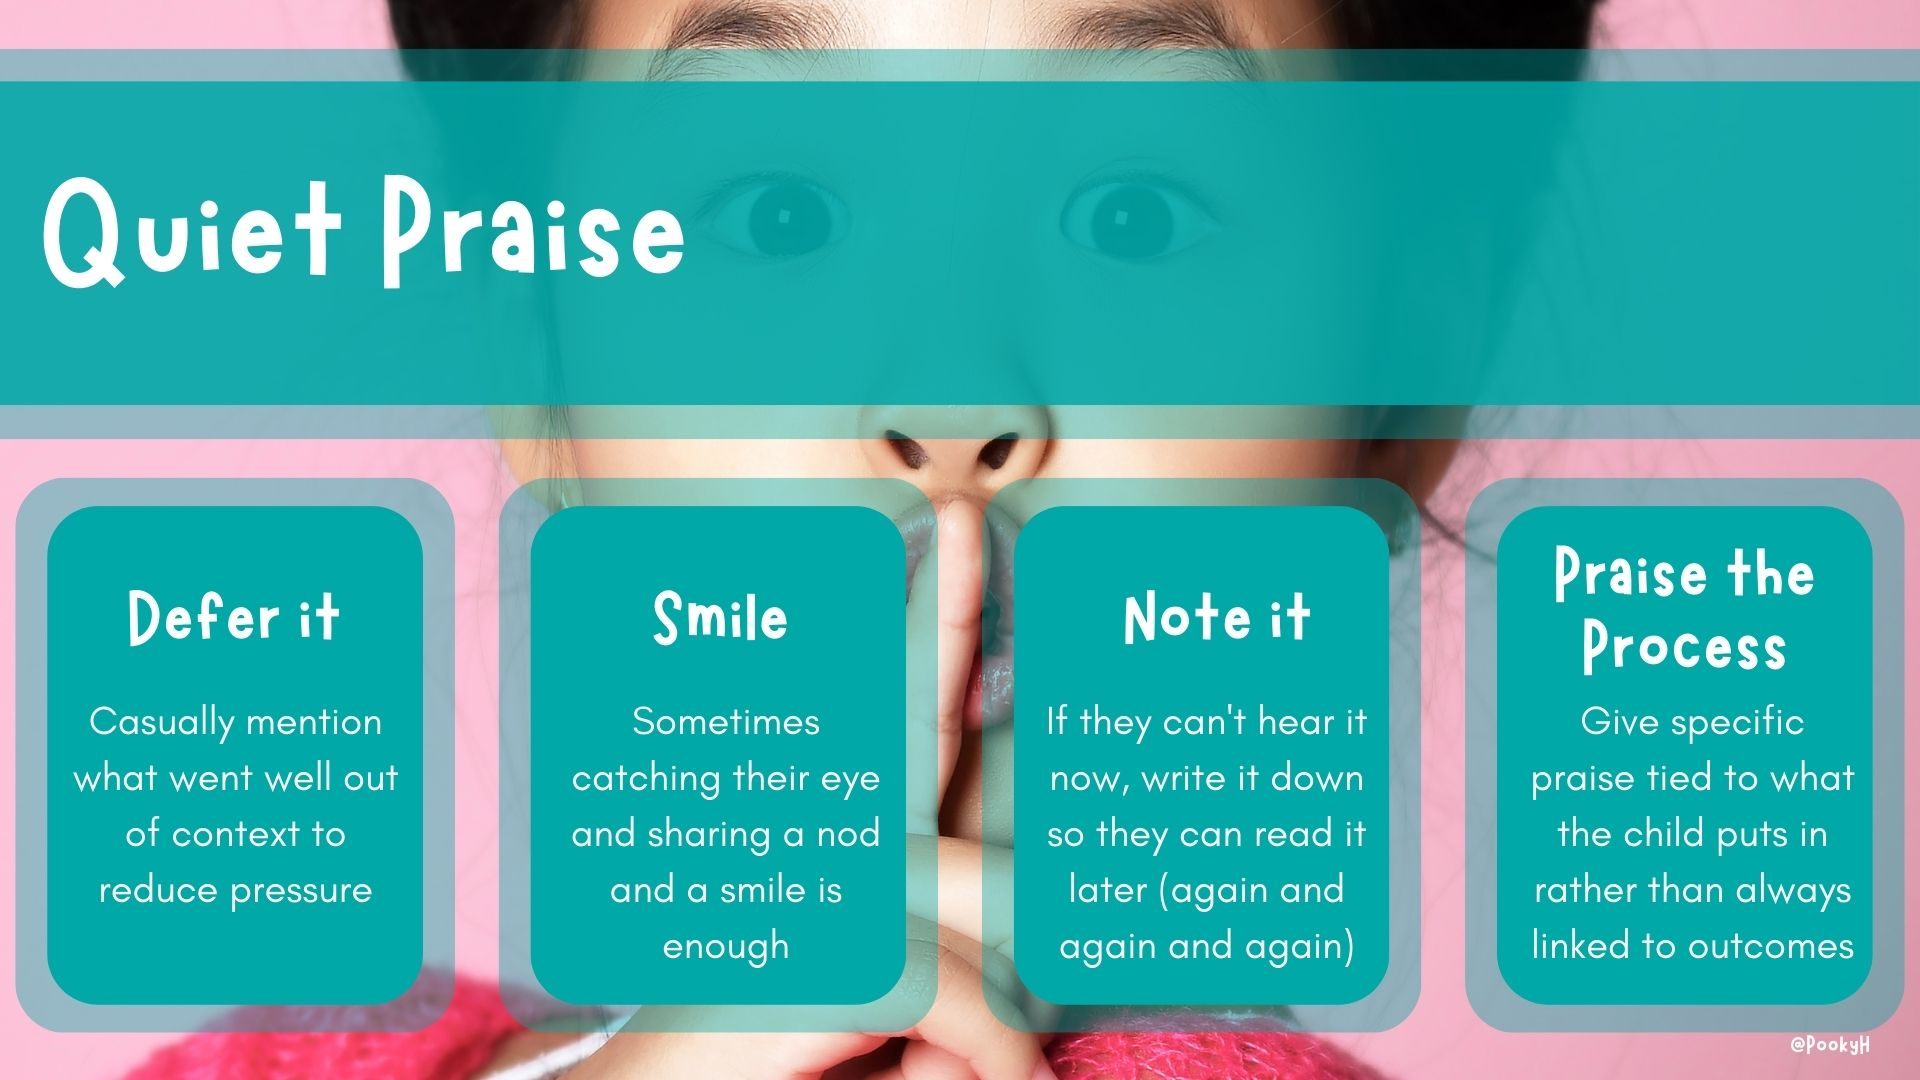 Quiet Praise
Defer it
Casually mention
what went well out
of context to
reduce pressure
Smile
Sometimes
catching their eye
and sharing a nod
and a smile is
enough
Note it
If they can't hear it
now, write it down
so they can read it
later (again and
again and again)
Praise the
Process
Give specific
praise tied to what
the child puts in
rather than always
linked to outcomes
@PookyH